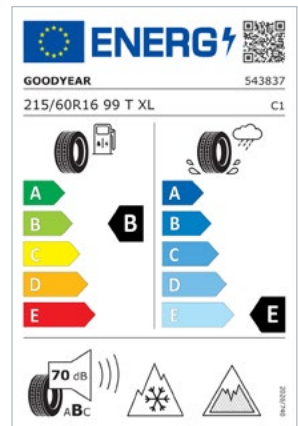 ENERG
GOODYEAR 543837
215/60R16 99 T XL C1
A A
B B B
C C
D D
E E E
70 dB
ABC
2020/740